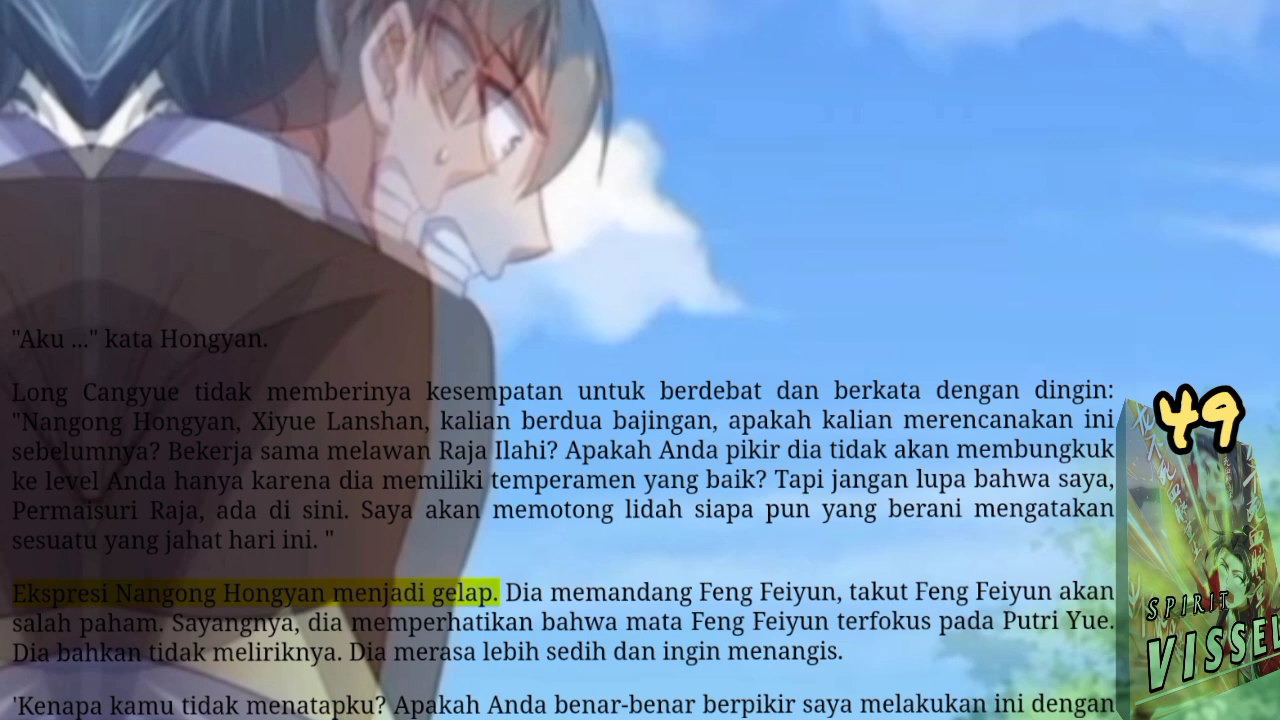 "Aku ..." kata Hongyan.
Long Cangyue tidak memberinya kesempatan untuk berdebat dan berkata dengan dingin:
"Nangong Hongyan, Xiyue Lanshan, kalian berdua bajingan, apakah kalian merencanakan ini
sebelumnya? Bekerja sama melawan Raja Ilahi? Apakah Anda pikir dia tidak akan membungkuk
ke level Anda hanya karena dia memiliki temperamen yang baik? Tapi jangan lupa bahwa saya,
Permaisuri Raja, ada di sini. Saya akan memotong lidah siapa pun yang berani mengatakan
sesuatu yang jahat hari ini. "
Ekspresi Nangong Hongyan menjadi gelap. Dia memandang Feng Feiyun, takut Feng Feiyun akan
salah paham. Sayangnya, dia memperhatikan bahwa mata Feng Feiyun terfokus pada Putri Yue.
Dia bahkan tidak meliriknya. Dia merasa lebih sedih dan ingin menangis.
'Kenapa kamu tidak menatapku? Apakah Anda benar-benar berpikir saya melakukan ini dengan
49
SPIRIT
VISSEL